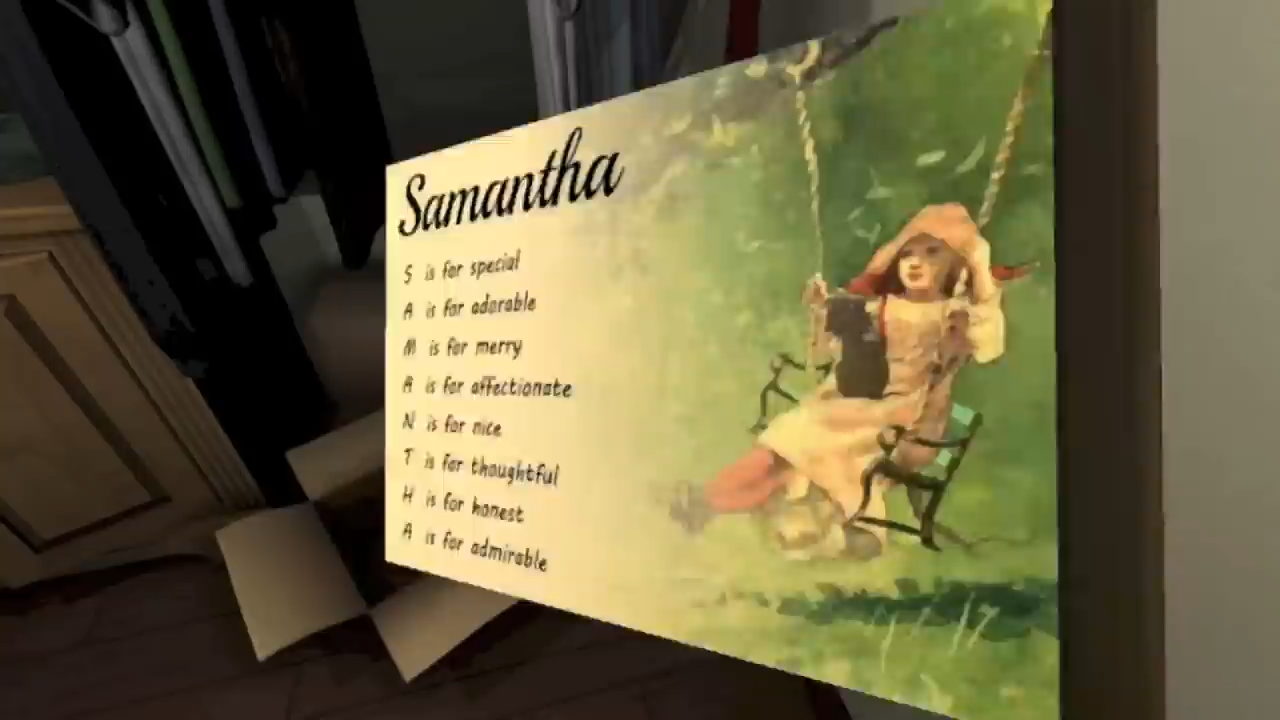 Samantha
S is for special
A is for adorable
M is for merry
A is for affectionate
N is for nice
T is for thoughtful
H is for honest
A is for admirable